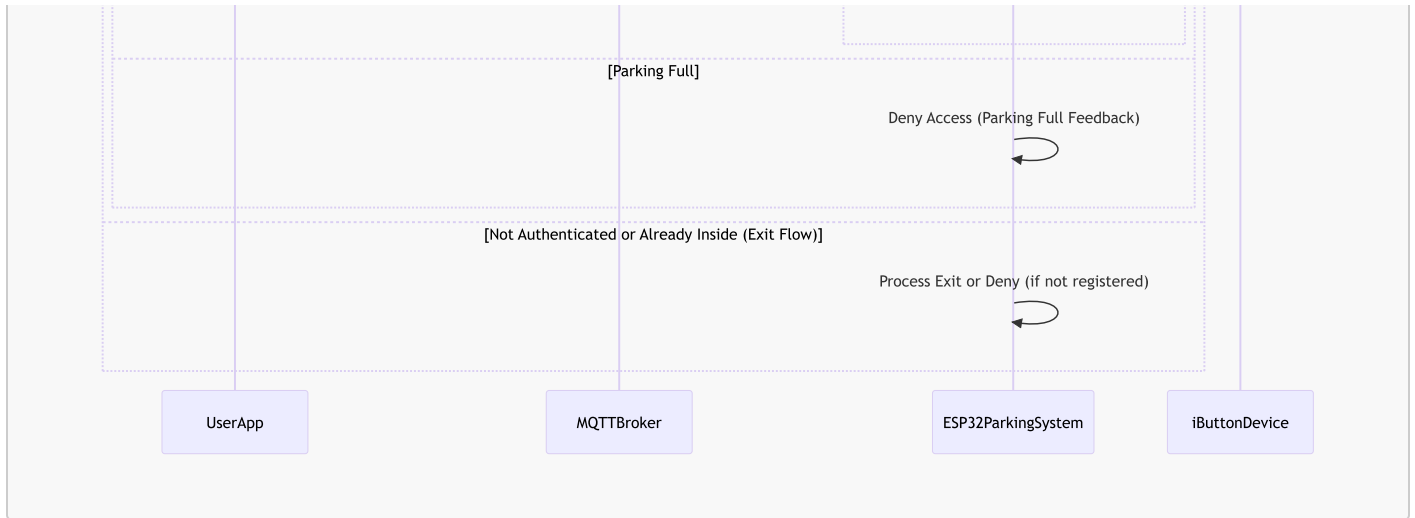 [Parking Full]
Deny Access (Parking Full Feedback)
[Not Authenticated or Already Inside (Exit Flow)]
Process Exit or Deny (if not registered)
UserApp
MQTTBroker
ESP32ParkingSystem
iButtonDevice